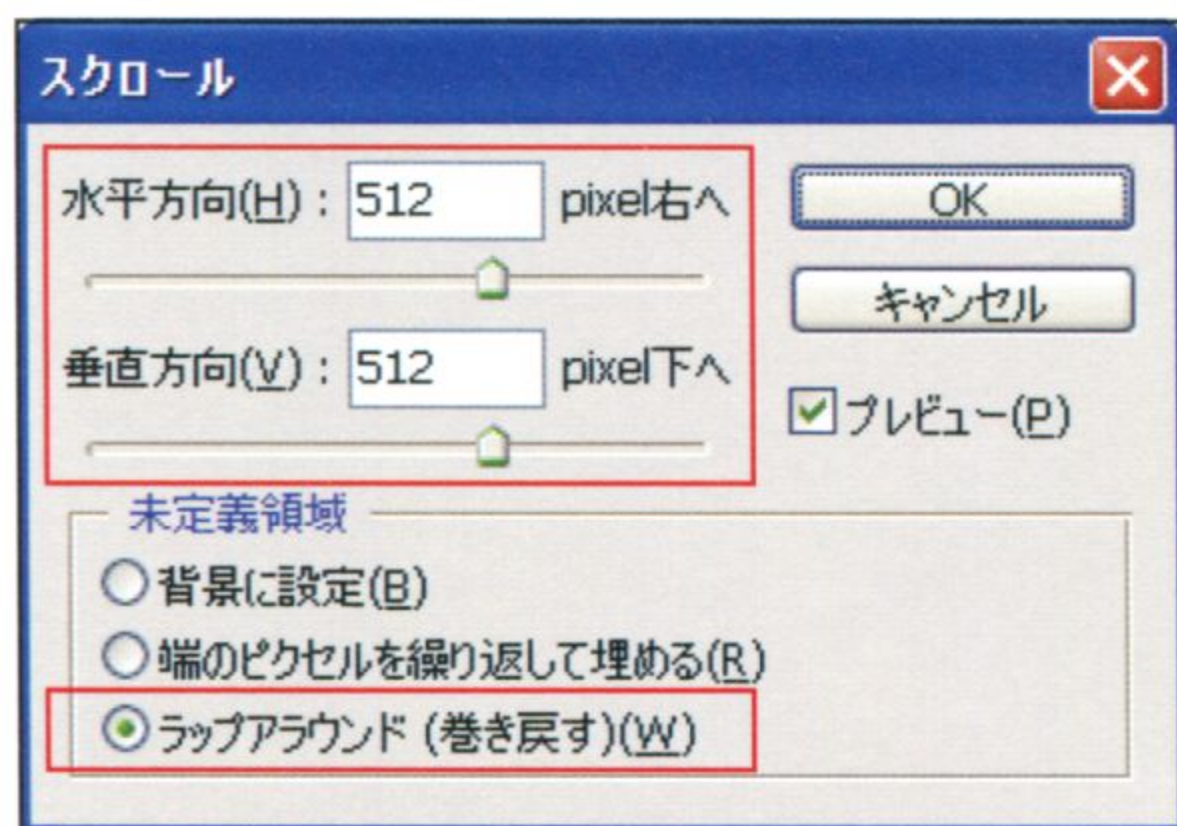 スクロール
水平方向(H) : 512 pixel右へ
OK
キャンセル
垂直方向(V) : 512 pixel下へ
プレビュー(P)
未定義領域
背景に設定(B)
端のピクセルを繰り返して埋める(R)
ラップアラウンド (巻き戻す)(W)